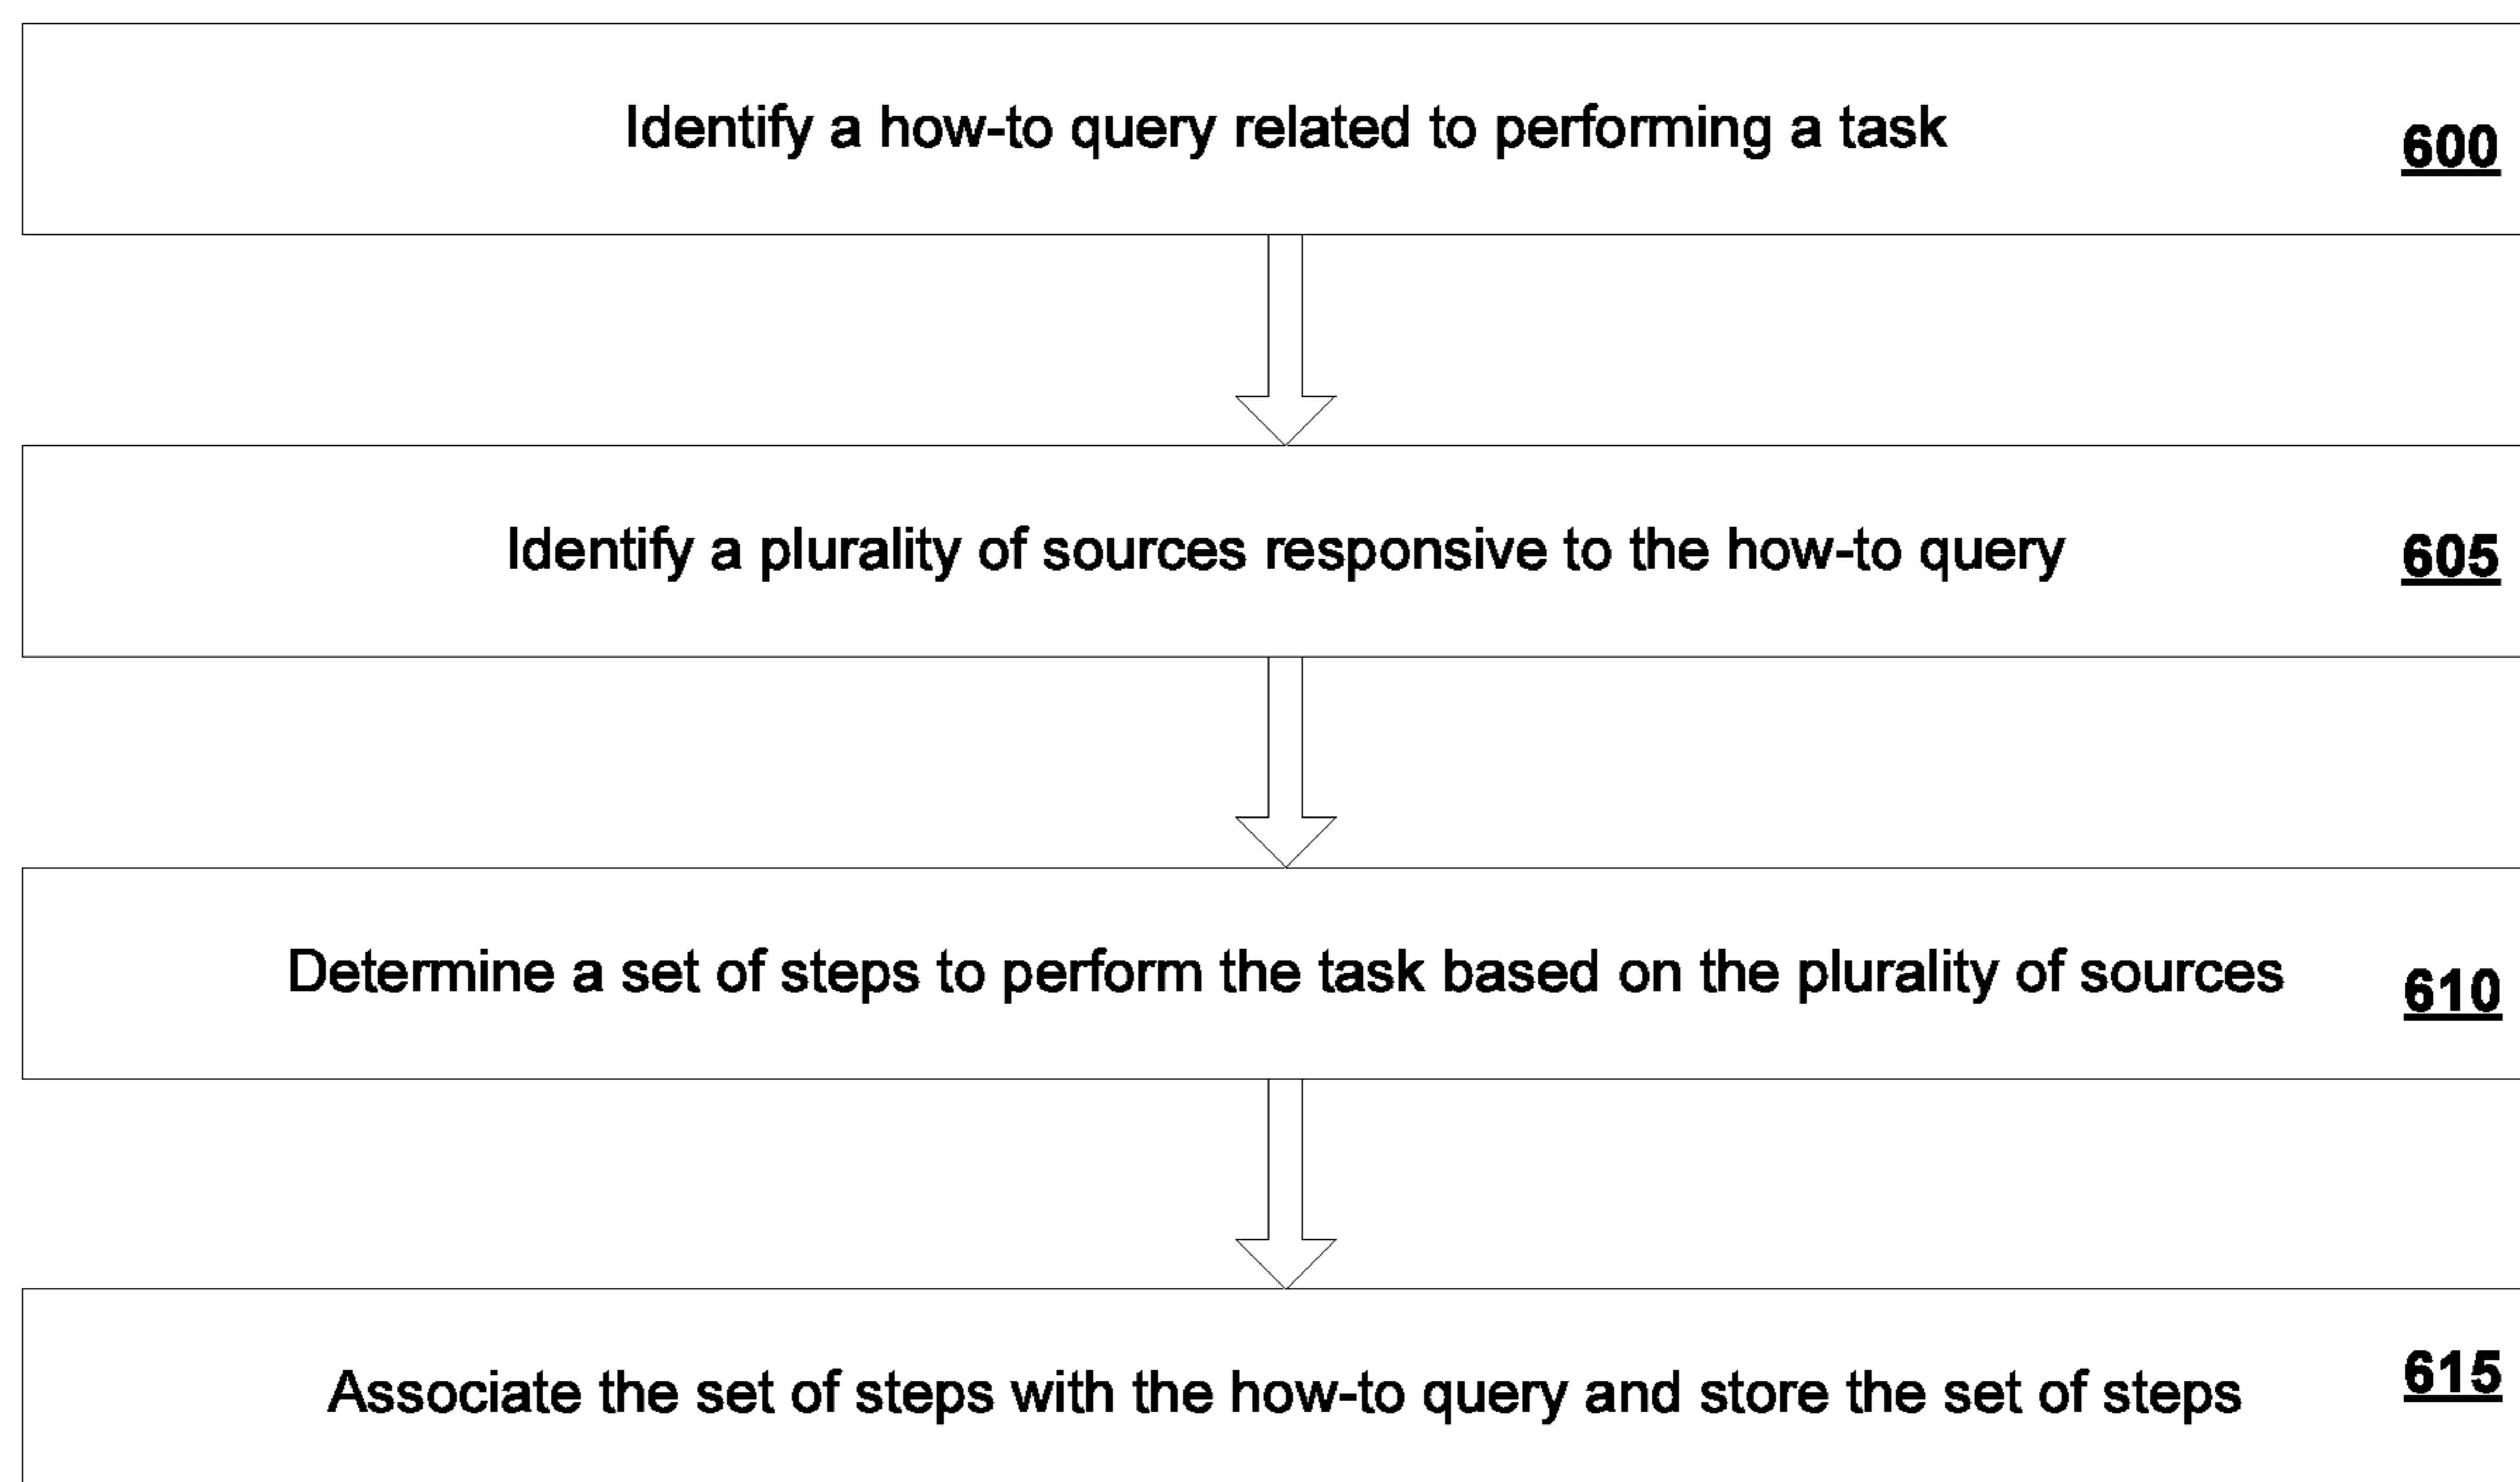 Identify a how-to query related to performing a task
600
Identify a plurality of sources responsive to the how-to query
605
Determine a set of steps to perform the task based on the plurality of sources
610
Associate the set of steps with the how-to query and store the set of steps
615